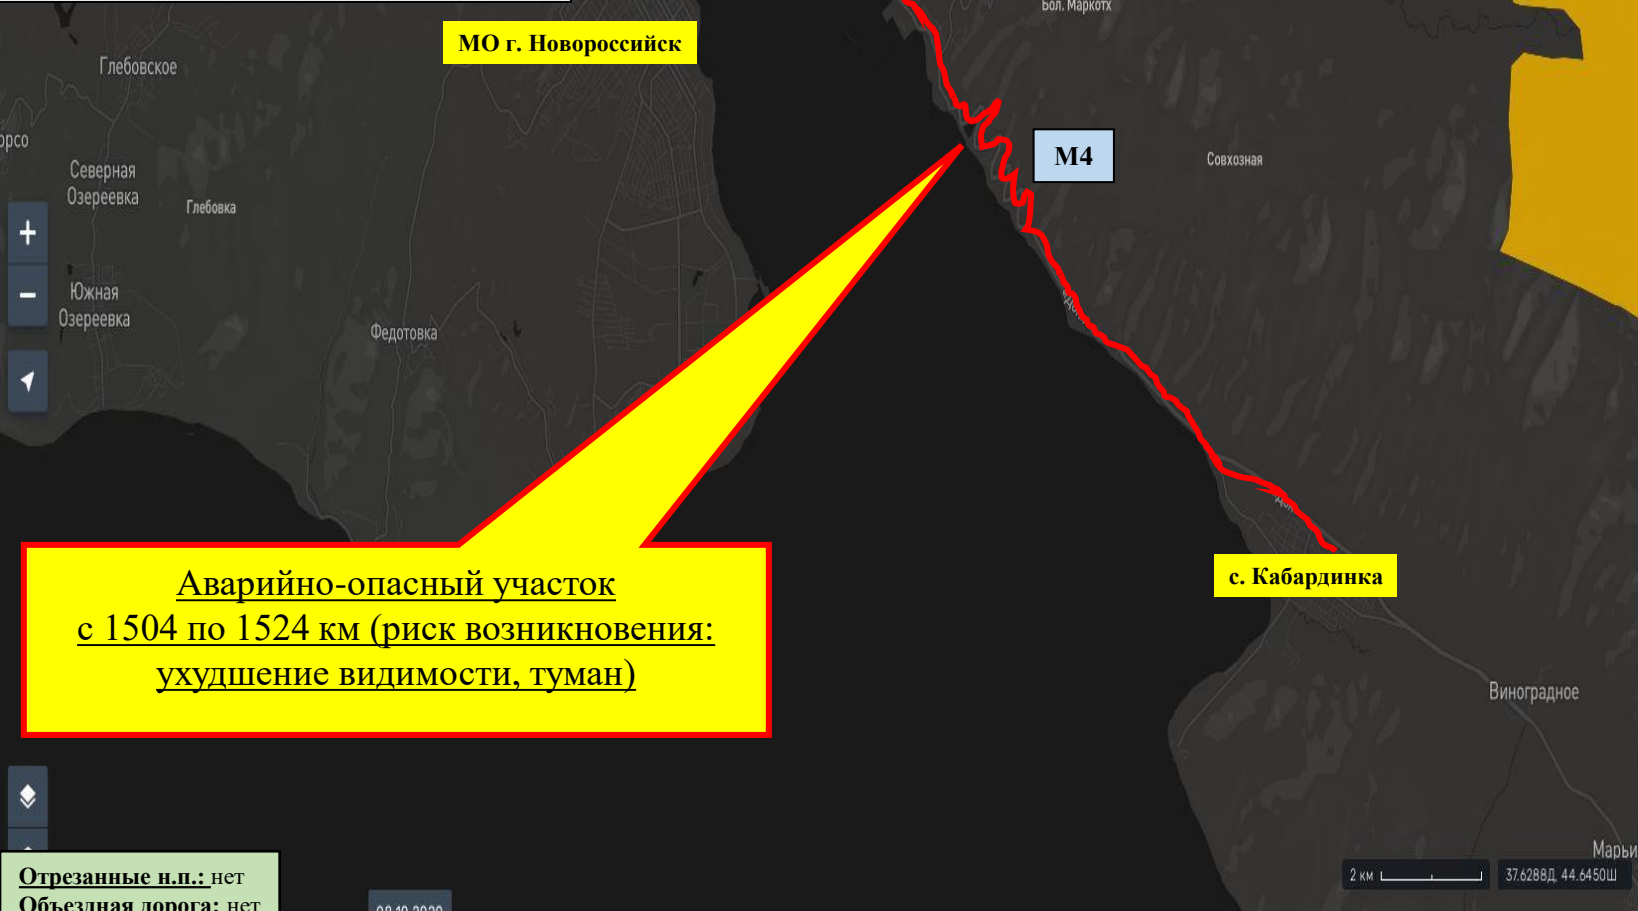 Бол. Маркотх
МО г. Новороссийск
Глебовское
М4
Совхозная
Северная
Озереевка
Глебовка
+
−
Южная
Озереевка
Федотовка
с. Кабардинка
Аварийно-опасный участок
с 1504 по 1524 км (риск возникновения:
ухудшение видимости, туман)
Виноградное
Марьи
Отрезанные н.п.: нет
Объездная дорога: нет
2 км
37.6288Д, 44.6450Ш